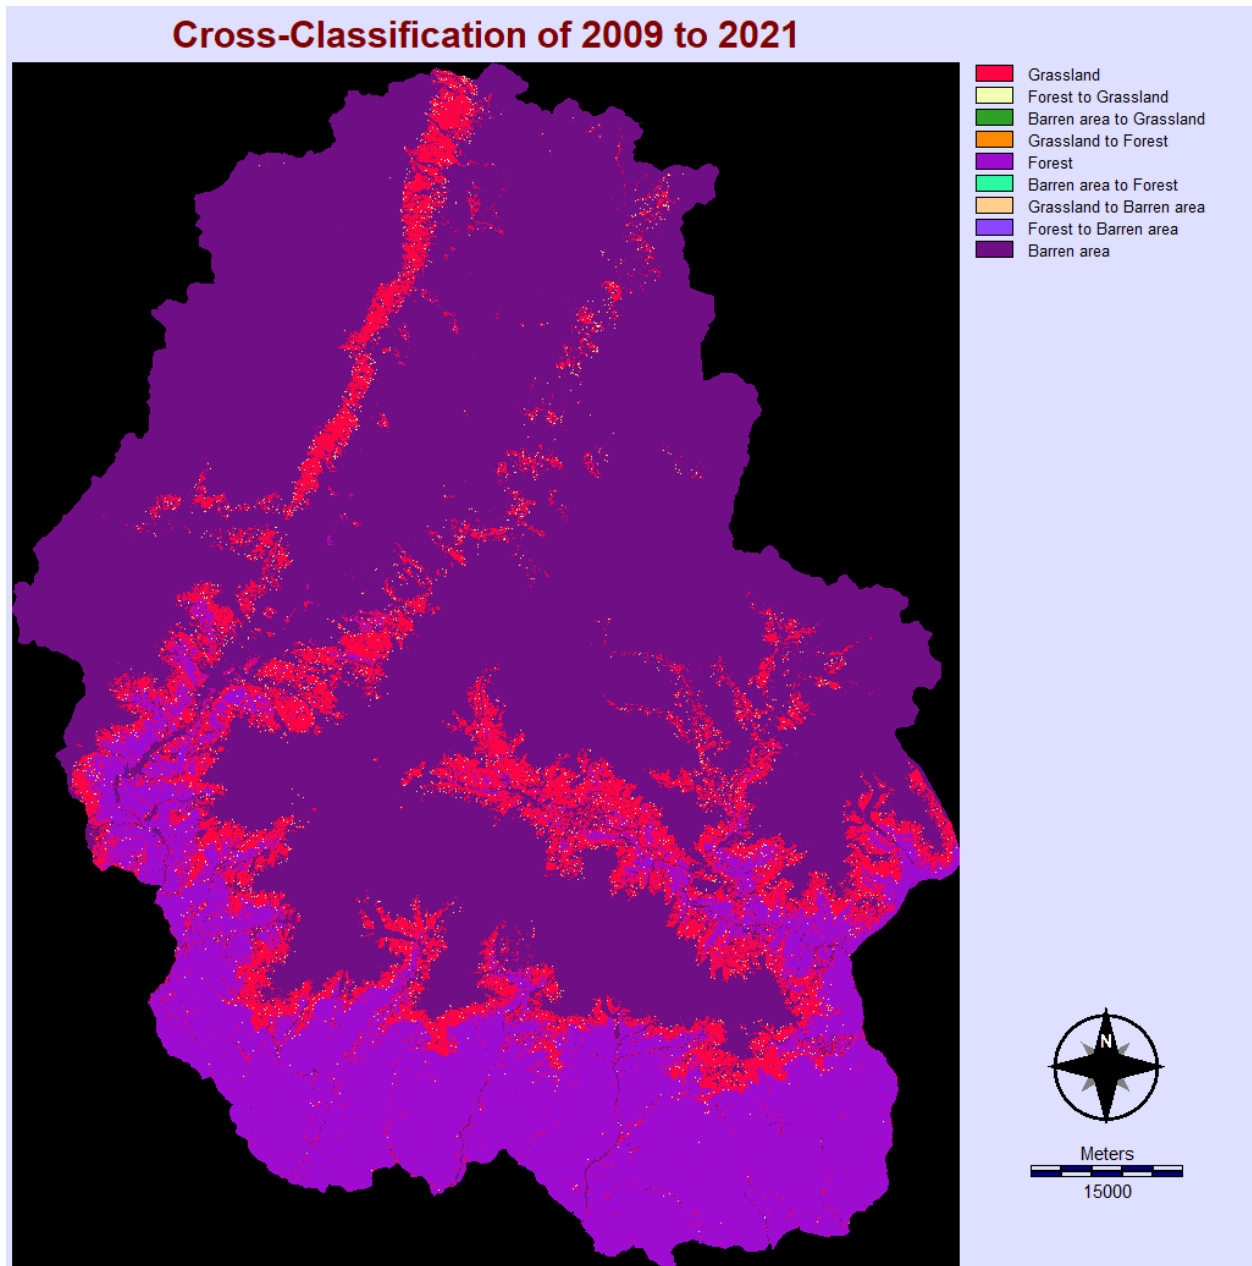 Cross-Classification of 2009 to 2021
Grassland
Forest to Grassland
Barren area to Grassland
Grassland to Forest
Forest
Barren area to Forest
Grassland to Barren area
Forest to Barren area
Barren area
N
Meters
15000